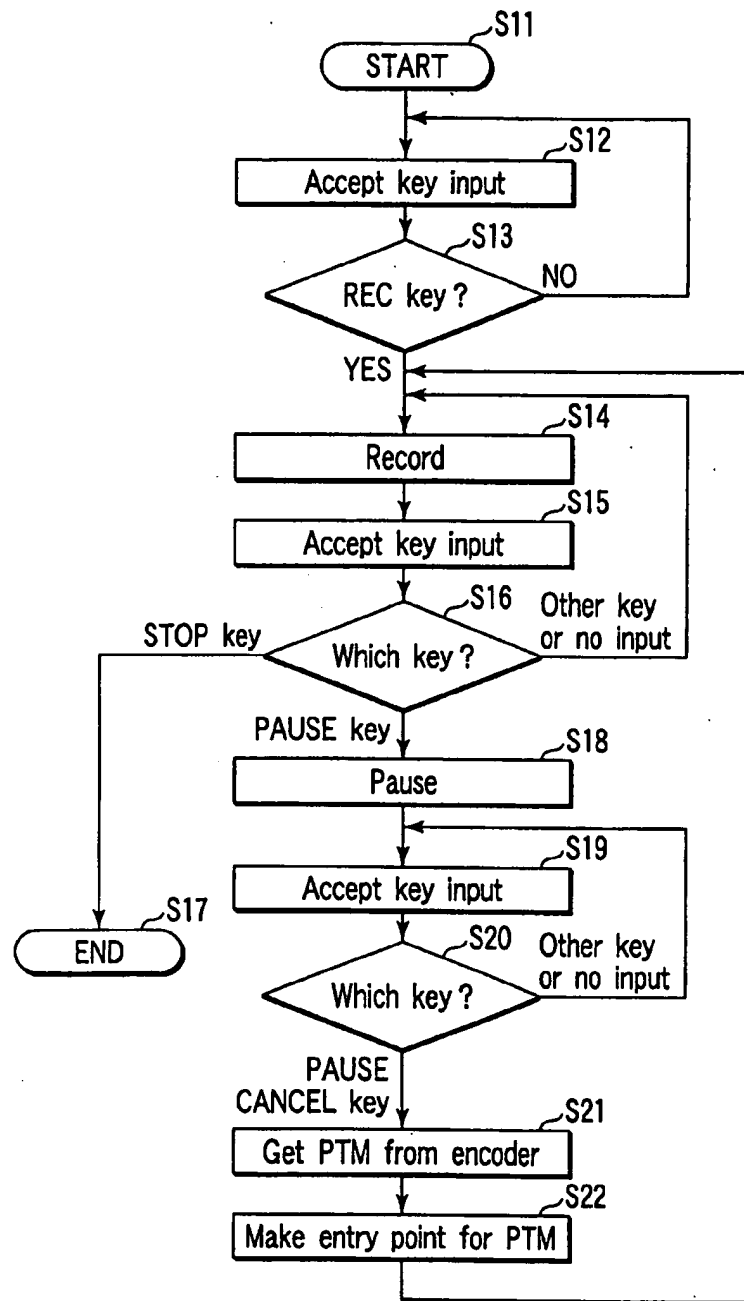 S11
START
S12
Accept key input
S13
REC key?
NO
YES
S14
Record
S15
Accept key input
S16
Other key
or no input
STOP key
Which key?
PAUSE key
S18
Pause
S19
Accept key input
S17
END
S20
Other key
or no input
Which key?
PAUSE
CANCEL key
S21
Get PTM from encoder
S22
Make entry point for PTM